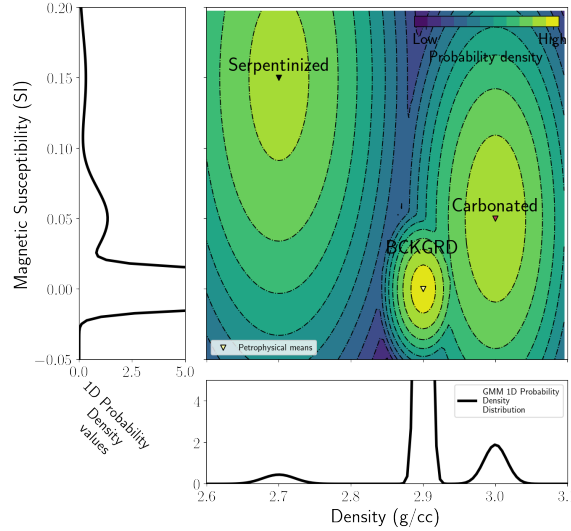 0.20
0.15
0.10
0.05
0.00
−0.05
Magnetic Susceptibility (SI)
0.0
2.5
5.0
1D Probability
Density
values
Low
High
Probability density
Serpentinized
Carbonated
BCKGRD
Petrophysical means
4
2
0
GMM 1D Probability
Density
Distribution
2.6
2.7
2.8
2.9
3.0
3.
Density (g/cc)